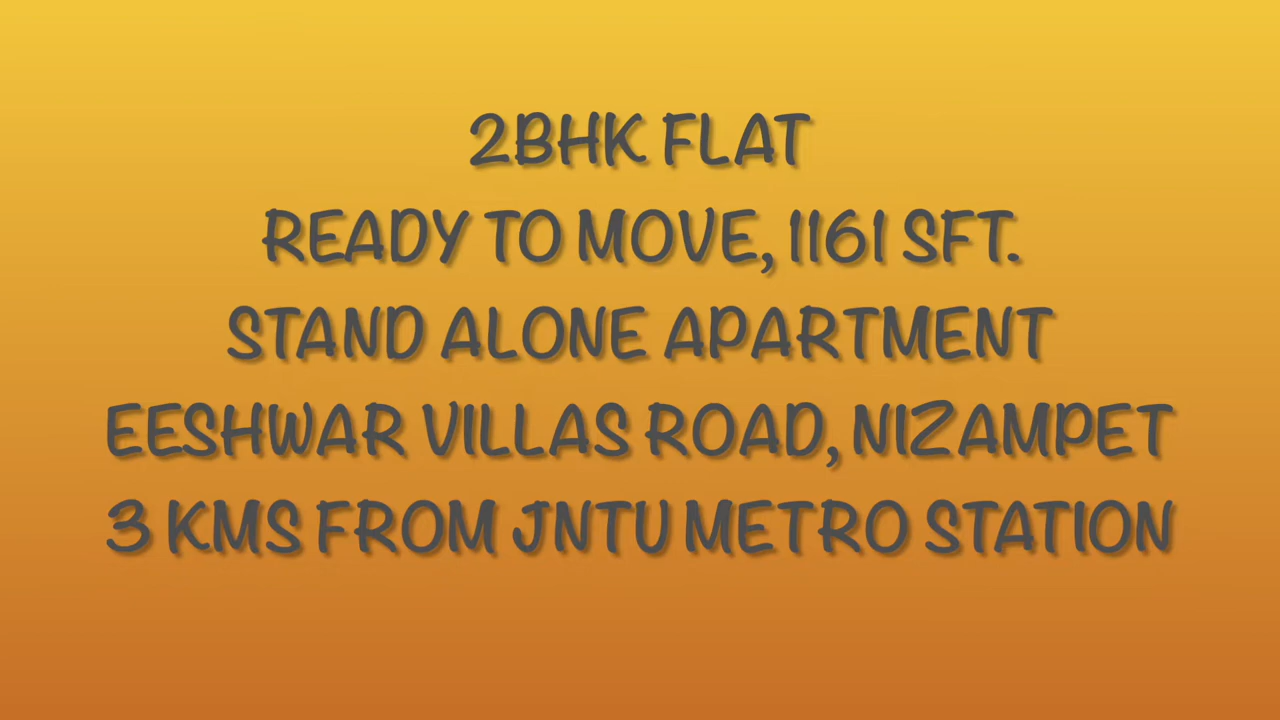 2BHK FLAT
READY TO MOVE, 1161 SFT.
STAND ALONE APARTMENT
EESHWAR VILLAS ROAD, NIZAMPET
3 KMS FROM JNTU METRO STATION